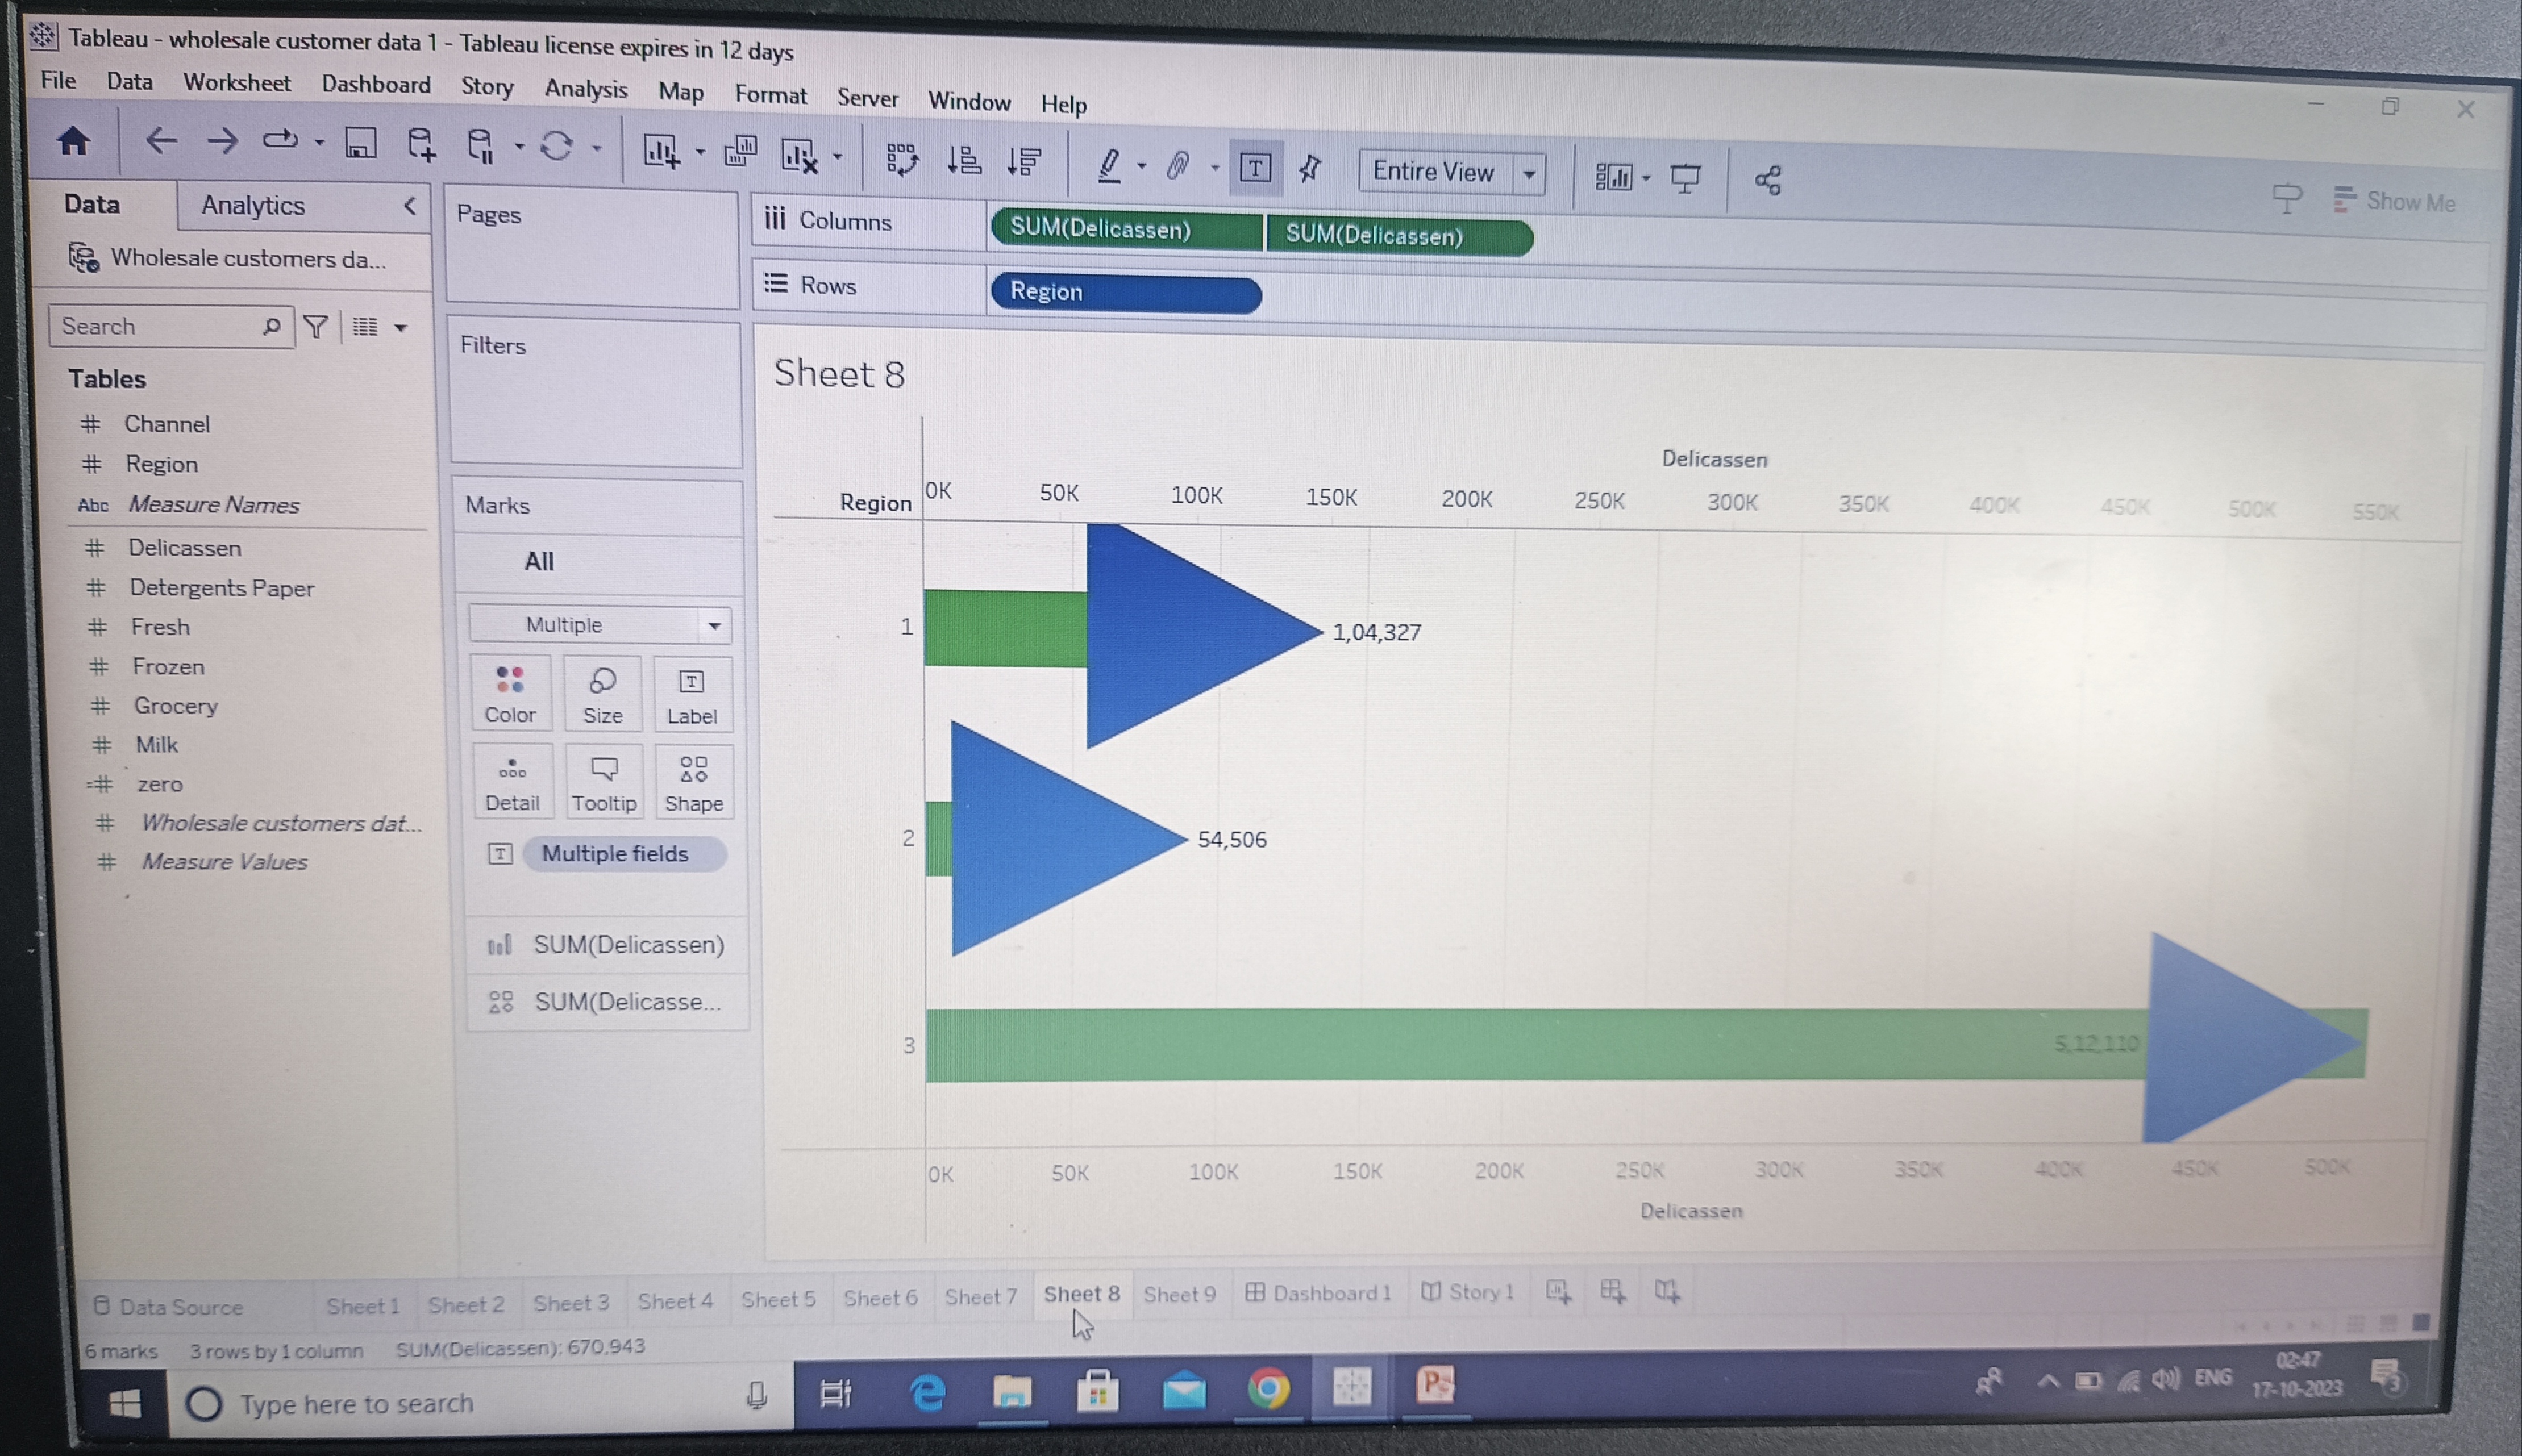 Tableau - wholesale customer data 1 - Tableau license expires in 12 days
File Data Worksheet Dashboard Story Analysis Map Format Server Window Help
Entire View
Show Me
Data Analytics
Wholesale customers da...
Search
Tables
# Channel
# Region
Abc Measure Names
# Delicassen
# Detergents Paper
# Fresh
# Frozen
# Grocery
# Milk
=# zero
# Wholesale customers dat...
# Measure Values
Pages
Filters
Marks
All
Multiple
Color Size Label
Detail Tooltip Shape
Multiple fields
SUM(Delicassen)
SUM(Delicasse...
Columns SUM(Delicassen) SUM(Delicassen)
Rows Region
Sheet 8
Delicassen
Region 0K 50K 100K 150K 200K 250K 300K 350K 400K 450K 500K 550K
1 1,04,327
2 54,506
3 5,12,110
0K 50K 100K 150K 200K 250K 300K 350K 400K 450K 500K
Delicassen
Data Source Sheet 1 Sheet 2 Sheet 3 Sheet 4 Sheet 5 Sheet 6 Sheet 7 Sheet 8 Sheet 9 Dashboard 1 Story 1
6 marks 3 rows by 1 column SUM(Delicassen): 670,943
Type here to search
ENG
02:47
17-10-2023
3